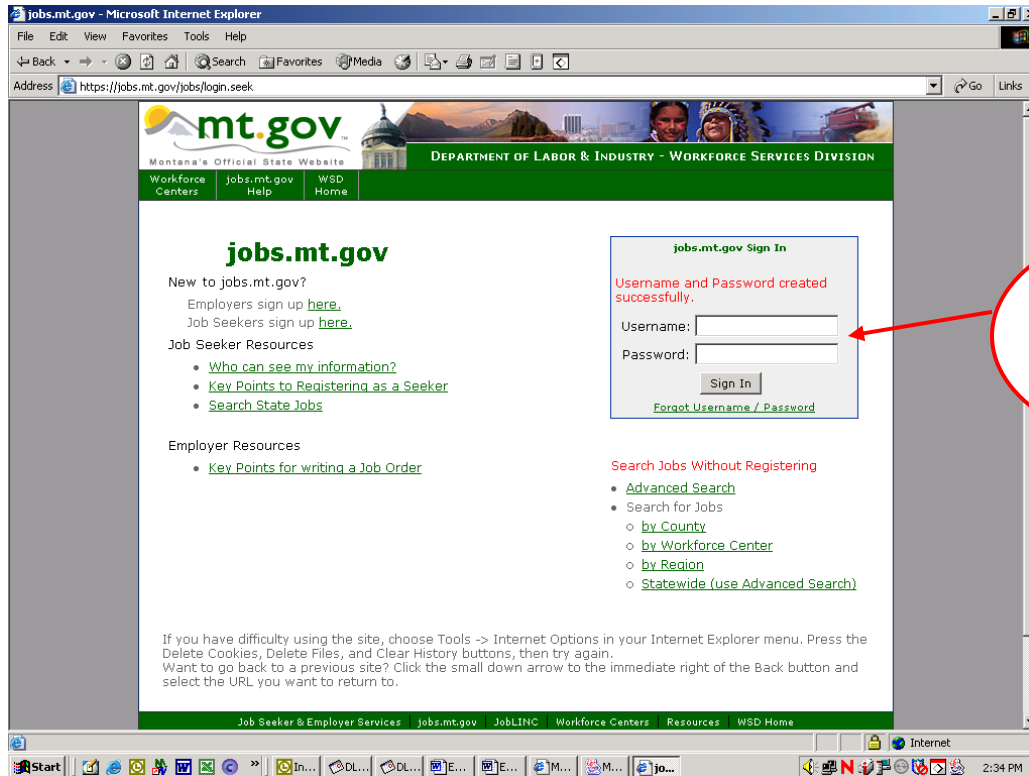 jobs.mt.gov - Microsoft Internet Explorer
File Edit View Favorites Tools Help
Back Search Favorites Media
Address https://jobs.mt.gov/jobs/login.seek Go Links
mt.gov
Montana's Official State Website
DEPARTMENT OF LABOR & INDUSTRY - WORKFORCE SERVICES DIVISION
Workforce Centers
jobs.mt.gov Help
WSD Home
jobs.mt.gov
New to jobs.mt.gov?
Employers sign up here.
Job Seekers sign up here.
Job Seeker Resources
• Who can see my information?
• Key Points to Registering as a Seeker
• Search State Jobs
Employer Resources
• Key Points for writing a Job Order
jobs.mt.gov Sign In
Username and Password created
successfully.
Username:
Password:
Sign In
Forgot Username / Password
Search Jobs Without Registering
• Advanced Search
• Search for Jobs
○ by County
○ by Workforce Center
○ by Region
○ Statewide (use Advanced Search)
If you have difficulty using the site, choose Tools -> Internet Options in your Internet Explorer menu. Press the
Delete Cookies, Delete Files, and Clear History buttons, then try again.
Want to go back to a previous site? Click the small down arrow to the immediate right of the Back button and
select the URL you want to return to.
Job Seeker & Employer Services | jobs.mt.gov | JobLINC | Workforce Centers | Resources | WSD Home
Internet
Start In... DL... DL... E... E... M... M... jo... 2:34 PM